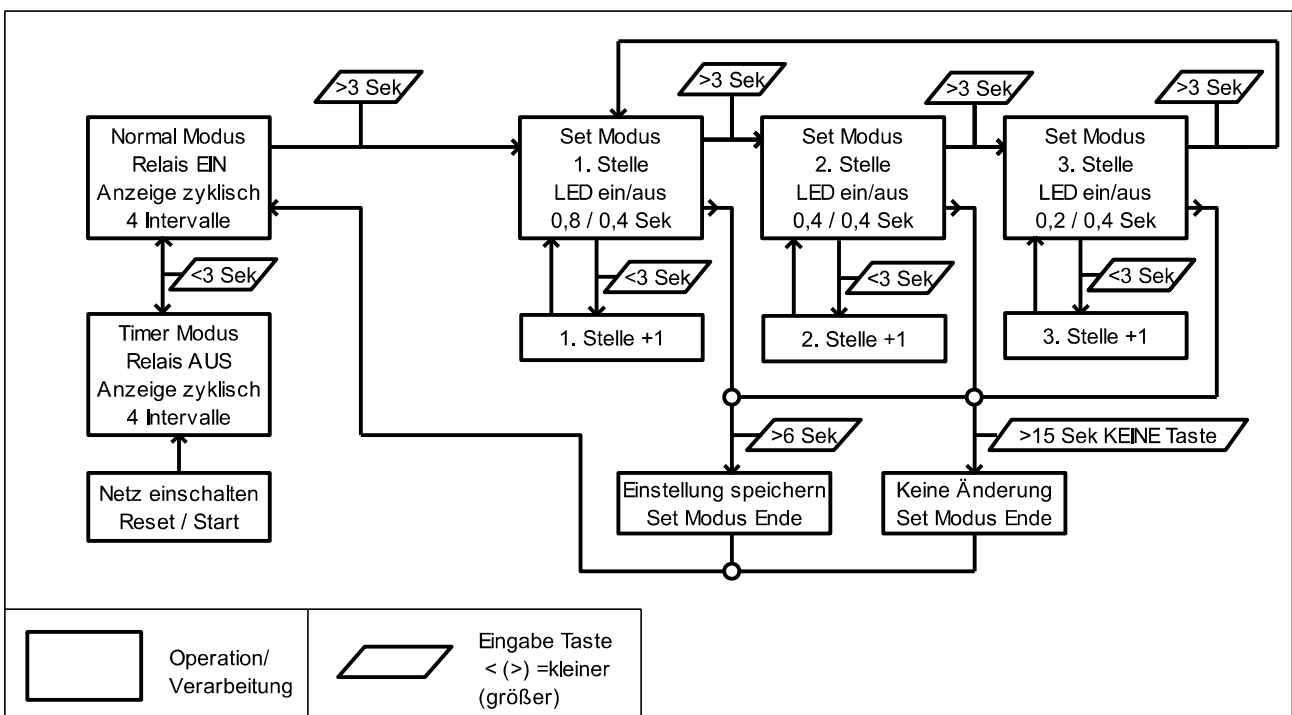 >3 Sek
>3 Sek
>3 Sek
>3 Sek
Normal Modus
Relais EIN
Anzeige zyklisch
4 Intervalle
Set Modus
1. Stelle
LED ein/aus
0,8 / 0,4 Sek
Set Modus
2. Stelle
LED ein/aus
0,4 / 0,4 Sek
Set Modus
3. Stelle
LED ein/aus
0,2 / 0,4 Sek
<3 Sek
<3 Sek
<3 Sek
<3 Sek
Timer Modus
Relais AUS
Anzeige zyklisch
4 Intervalle
1. Stelle +1
2. Stelle +1
3. Stelle +1
>6 Sek
>15 Sek KEINE Taste
Netz einschalten
Reset / Start
Einstellung speichern
Set Modus Ende
Keine Änderung
Set Modus Ende
Operation/
Verarbeitung
Eingabe Taste
< (>) =kleiner
(größer)